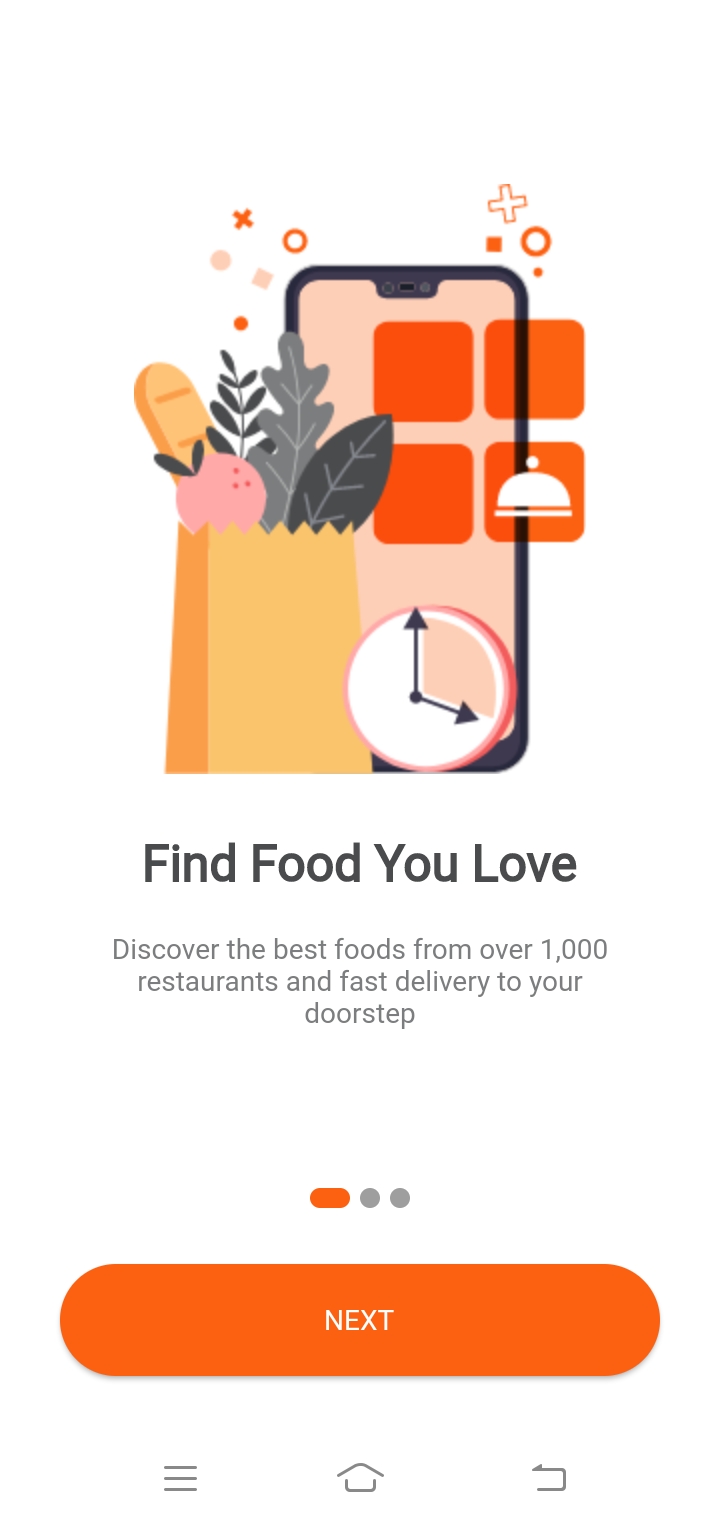 Find Food You Love
Discover the best foods from over 1,000
restaurants and fast delivery to your
doorstep
NEXT